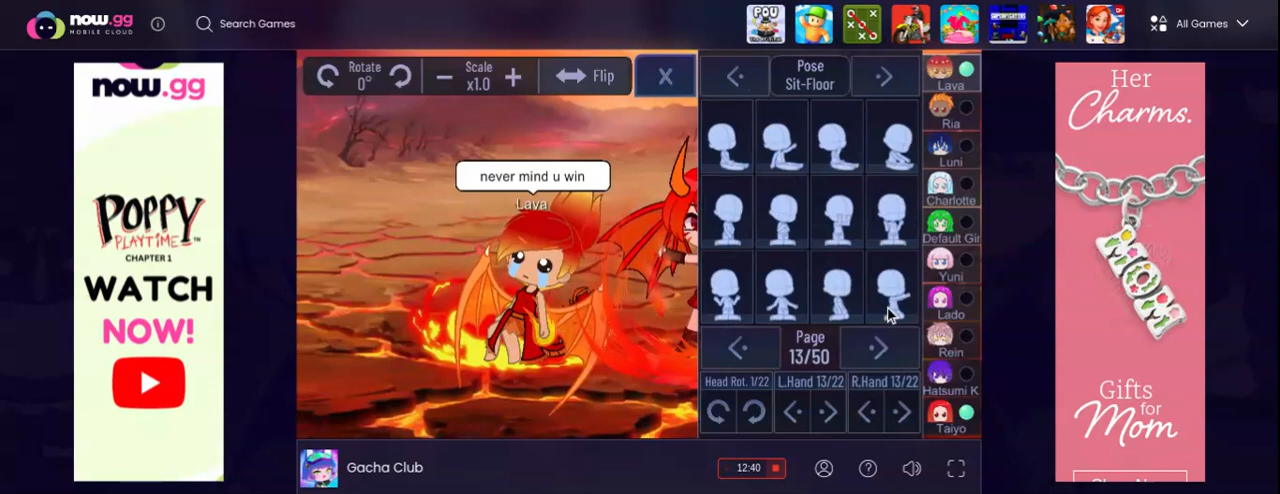 now.gg
MOBILE CLOUD
Search Games
POU
All Games
now.gg
POPPY
PLAYTIME™
CHAPTER 1
WATCH
NOW!
Rotate
0°
Scale
x1.0
Flip
X
never mind u win
Lava
Pose
Sit-Floor
Page
13/50
Head Rot. 1/22
L.Hand 13/22
R.Hand 13/22
Lava
Ria
Luni
Charlotte
Default Gir
Yuni
Lado
Rein
Hatsumi K
Taiyo
Gacha Club
12:40
Her
Charms.
MOM
Gifts
for
Mom